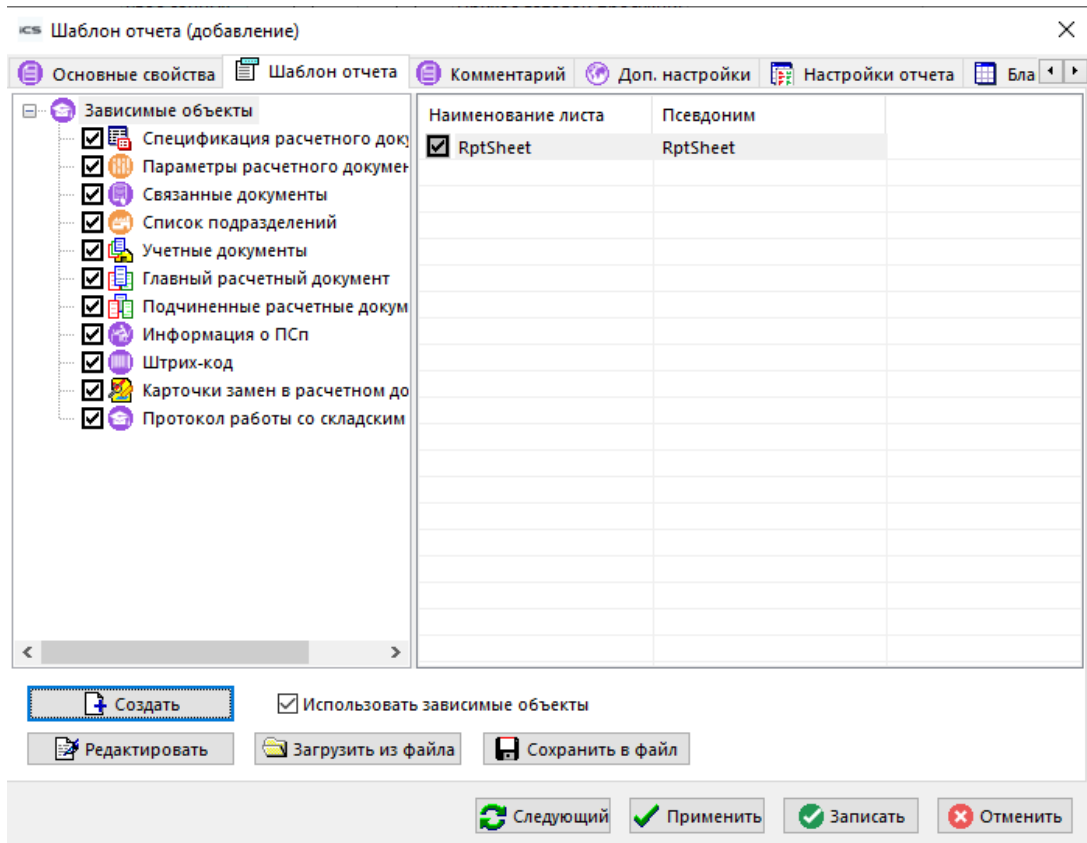 iCS Шаблон отчета (добавление)
Основные свойства Шаблон отчета Комментарий Доп. настройки Настройки отчета Бла
Зависимые объекты
Спецификация расчетного доку
Параметры расчетного докумен
Связанные документы
Список подразделений
Учетные документы
Главный расчетный документ
Подчиненные расчетные докум
Информация о ПСп
Штрих-код
Карточки замен в расчетном до
Протокол работы со складским
Наименование листа Псевдоним
RptSheet RptSheet
Создать Использовать зависимые объекты
Редактировать Загрузить из файла Сохранить в файл
Следующий Применить Записать Отменить